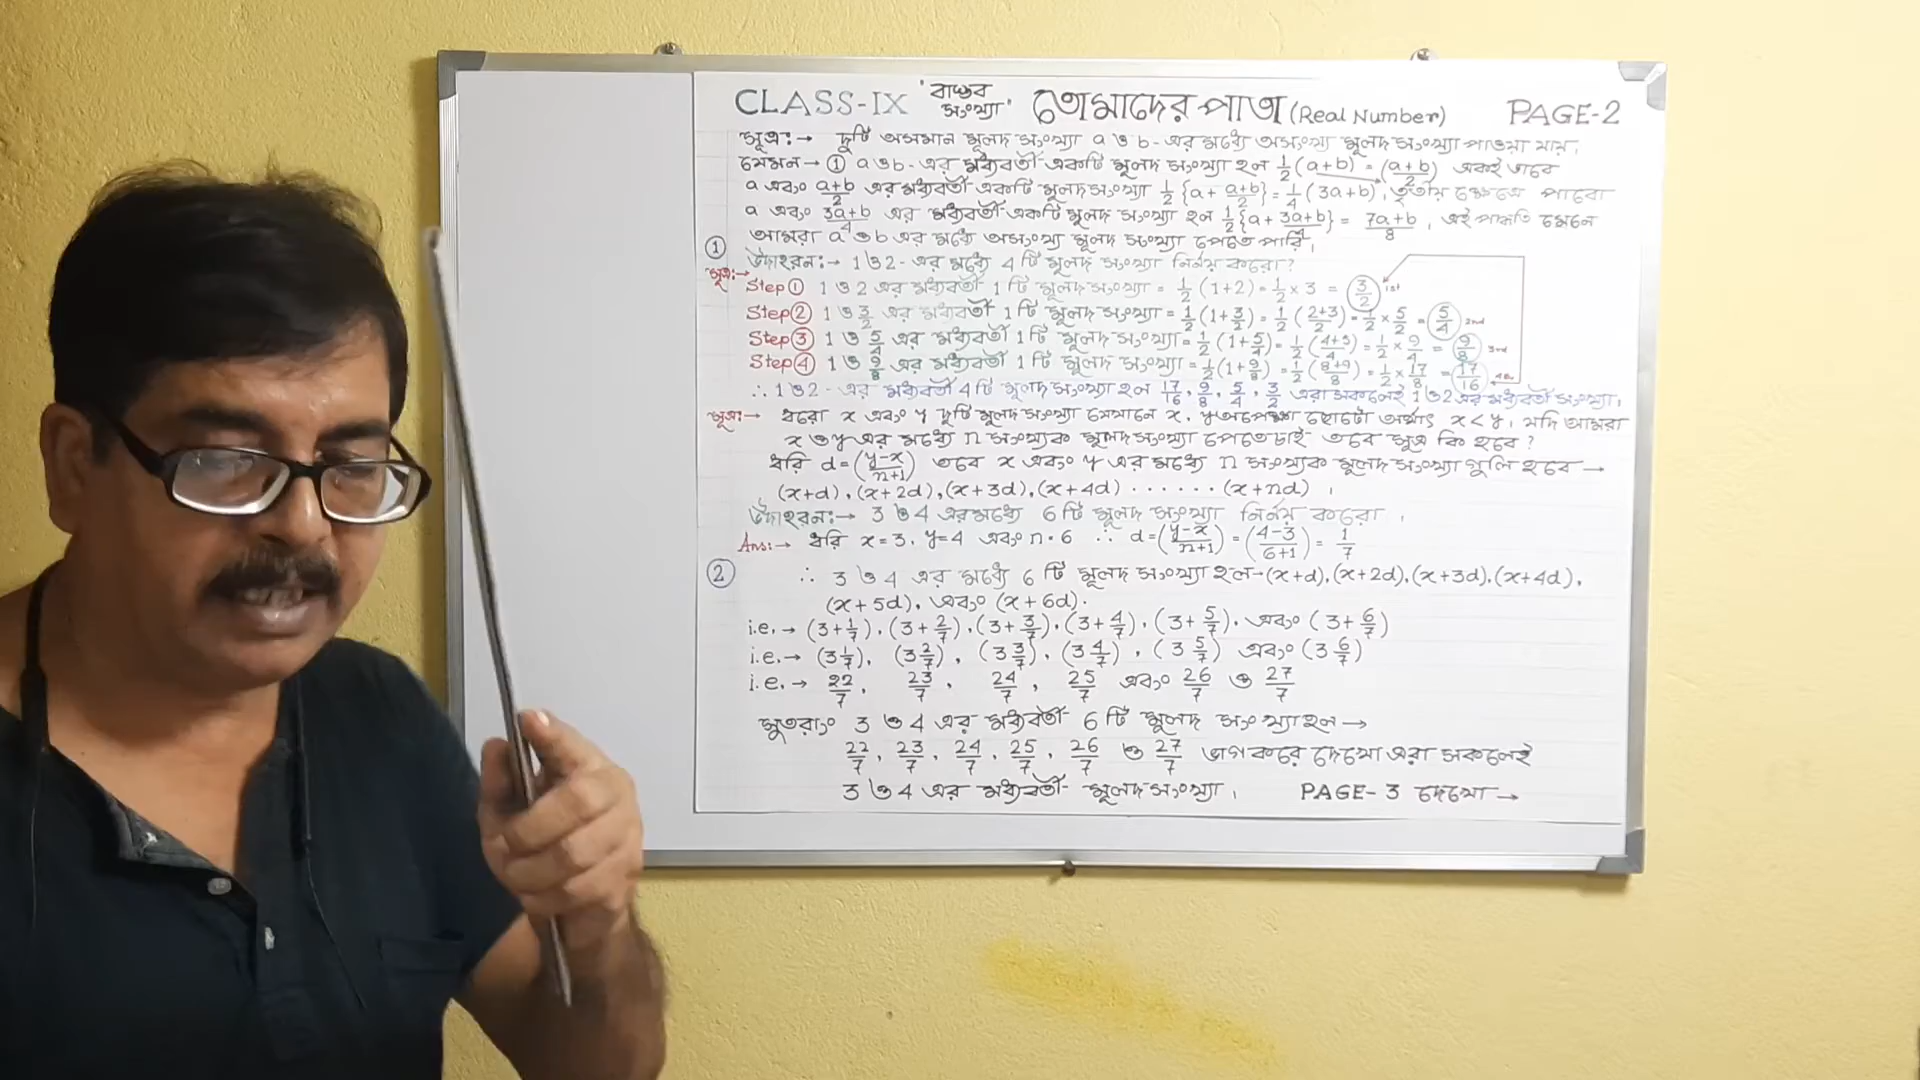 CLASS-IX 'বাস্তব সংখ্যা' তোমাদের পাতা (Real Number) PAGE-2
সূত্র:→ দুটি অসমান মূলদ সংখ্যা a ও b-এর মধ্যে অসংখ্য মূলদ সংখ্যা পাওয়া যায়।
যেমন→ ① a ও b-এর মধ্যবর্তী একটি মূলদ সংখ্যা হল 1/2 (a+b) = (a+b)/2 একই ভাবে
a এবং (a+b)/2 এর মধ্যবর্তী একটি মূলদ সংখ্যা 1/2 {a + (a+b)/2} = 1/4 (3a+b), তৃতীয় ক্ষেত্রে পাবো
a এবং (3a+b)/4 এর মধ্যবর্তী একটি মূলদ সংখ্যা হল 1/2 {a + (3a+b)/4} = (7a+b)/8, এই পদ্ধতি মেনে
আমরা a ও b এর মধ্যে অসংখ্য মূলদ সংখ্যা পেতে পারি।
① উদাহরন:→ 1 ও 2-এর মধ্যে 4 টি মূলদ সংখ্যা নির্নয় করো?
সূত্র:→
Step① 1 ও 2 এর মধ্যবর্তী 1 টি মূলদ সংখ্যা = 1/2 (1+2) = 1/2 × 3 = 3/2 1st
Step② 1 ও 3/2 এর মধ্যবর্তী 1 টি মূলদ সংখ্যা = 1/2 (1+3/2) = 1/2 ((2+3)/2) = 1/2 × 5/2 = 5/4 2nd
Step③ 1 ও 5/4 এর মধ্যবর্তী 1 টি মূলদ সংখ্যা = 1/2 (1+5/4) = 1/2 ((4+5)/4) = 1/2 × 9/4 = 9/8 3rd
Step④ 1 ও 9/8 এর মধ্যবর্তী 1 টি মূলদ সংখ্যা = 1/2 (1+9/8) = 1/2 ((8+9)/8) = 1/2 × 17/8 = 17/16 4th
∴ 1 ও 2-এর মধ্যবর্তী 4 টি মূলদ সংখ্যা হল 17/16, 9/8, 5/4, 3/2 এরা সকলেই 1 ও 2 এর মধ্যবর্তী সংখ্যা।
সূত্র:→ ধরো x এবং y দুটি মূলদ সংখ্যা যেখানে x, y অপেক্ষা ছোটো অর্থাৎ x < y। যদি আমরা
x ও y এর মধ্যে n সংখ্যক মূলদ সংখ্যা পেতে চাই তবে সূত্র কি হবে?
ধরি d = ((y-x)/(n+1)) তবে x এবং y এর মধ্যে n সংখ্যক মূলদ সংখ্যা গুলি হবে →
(x+d), (x+2d), (x+3d), (x+4d) ...... (x+nd)।
উদাহরন:→ 3 ও 4 এর মধ্যে 6 টি মূলদ সংখ্যা নির্নয় করো।
Ans:→ ধরি x=3, y=4 এবং n=6 ∴ d = ((y-x)/(n+1)) = ((4-3)/(6+1)) = 1/7
② ∴ 3 ও 4 এর মধ্যে 6 টি মূলদ সংখ্যা হল-(x+d), (x+2d), (x+3d), (x+4d),
(x+5d), এবং (x+6d).
i.e.→ (3+1/7), (3+2/7), (3+3/7), (3+4/7), (3+5/7), এবং (3+6/7)
i.e.→ (3 1/7), (3 2/7), (3 3/7), (3 4/7), (3 5/7) এবং (3 6/7)
i.e.→ 22/7, 23/7, 24/7, 25/7 এবং 26/7 ও 27/7
সুতরাং 3 ও 4 এর মধ্যবর্তী 6 টি মূলদ সংখ্যা হল →
22/7, 23/7, 24/7, 25/7, 26/7 ও 27/7 ভাগ করে দেখো এরা সকলেই
3 ও 4 এর মধ্যবর্তী মূলদ সংখ্যা। PAGE-3 দেখো→